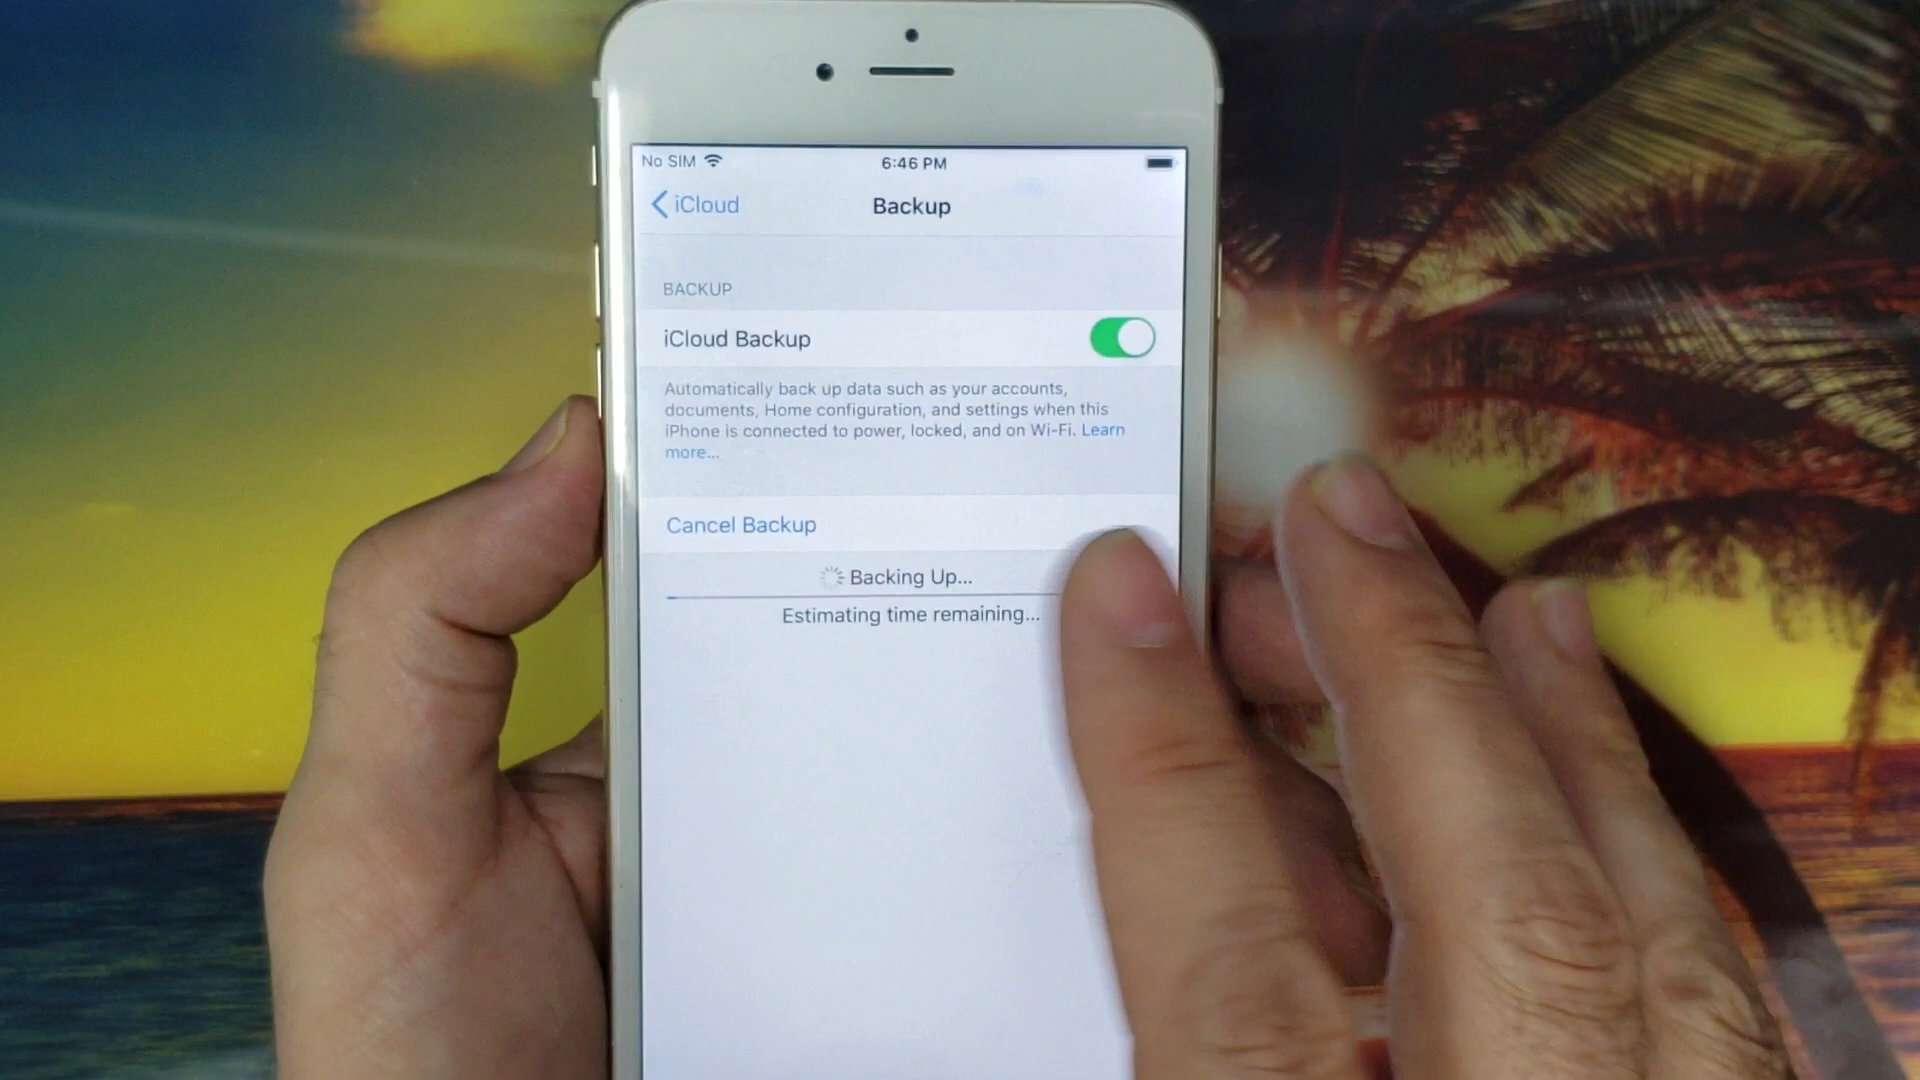 No SIM 6:46 PM
iCloud Backup
BACKUP
iCloud Backup
Automatically back up data such as your accounts,
documents, Home configuration, and settings when this
iPhone is connected to power, locked, and on Wi-Fi. Learn
more...
Cancel Backup
Backing Up...
Estimating time remaining...